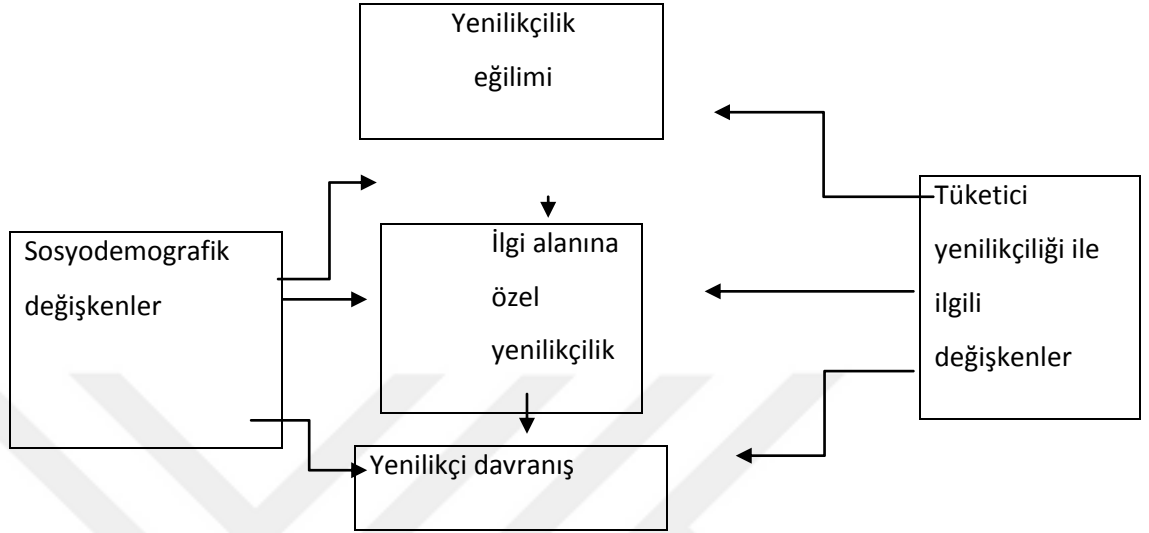 Yenilikçilik
eğilimi
Sosyodemografik
değişkenler
İlgi alanına
özel
yenilikçilik
Yenilikçi davranış
Tüketici
yenilikçiliği ile
ilgili
değişkenler